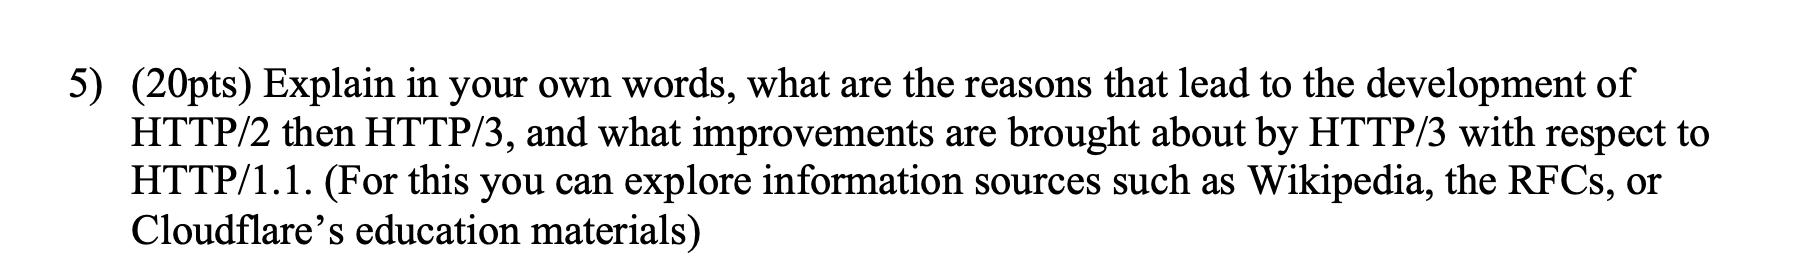 5) (20pts) Explain in your own words, what are the reasons that lead to the development of
HTTP/2 then HTTP/3, and what improvements are brought about by HTTP/3 with respect to
HTTP/1.1. (For this you can explore information sources such as Wikipedia, the RFCs, or
Cloudflare’s education materials)